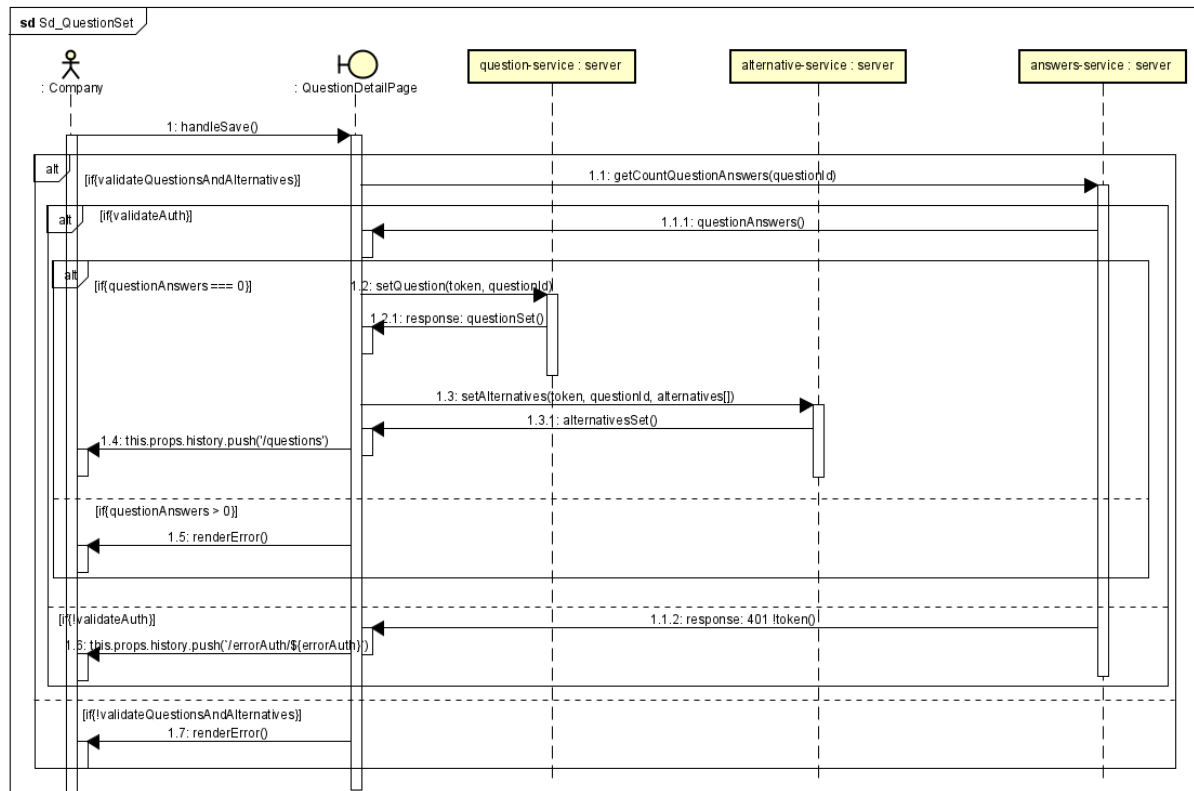 sd Sd_QuestionSet
: Company
: QuestionDetailPage
question-service : server
alternative-service : server
answers-service : server
1: handleSave()
alt
[if{validateQuestionsAndAlternatives}]
1.1: getCountQuestionAnswers(questionId)
alt
[if{validateAuth}]
1.1.1: questionAnswers()
alt
[if{questionAnswers === 0}]
1.2: setQuestion(token, questionId)
1.2.1: response: questionSet()
1.3: setAlternatives(token, questionId, alternatives[])
1.3.1: alternativesSet()
1.4: this.props.history.push('/questions')
[if{questionAnswers > 0}]
1.5: renderError()
[if{!validateAuth}]
1.1.2: response: 401 !token()
1.6: this.props.history.push(`/errorAuth/${errorAuth}`)
[if{!validateQuestionsAndAlternatives}]
1.7: renderError()